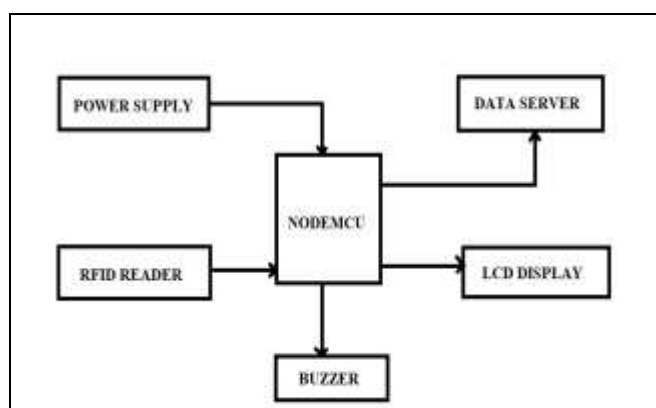 POWER SUPPLY
DATA SERVER
NODEMCU
RFID READER
LCD DISPLAY
BUZZER